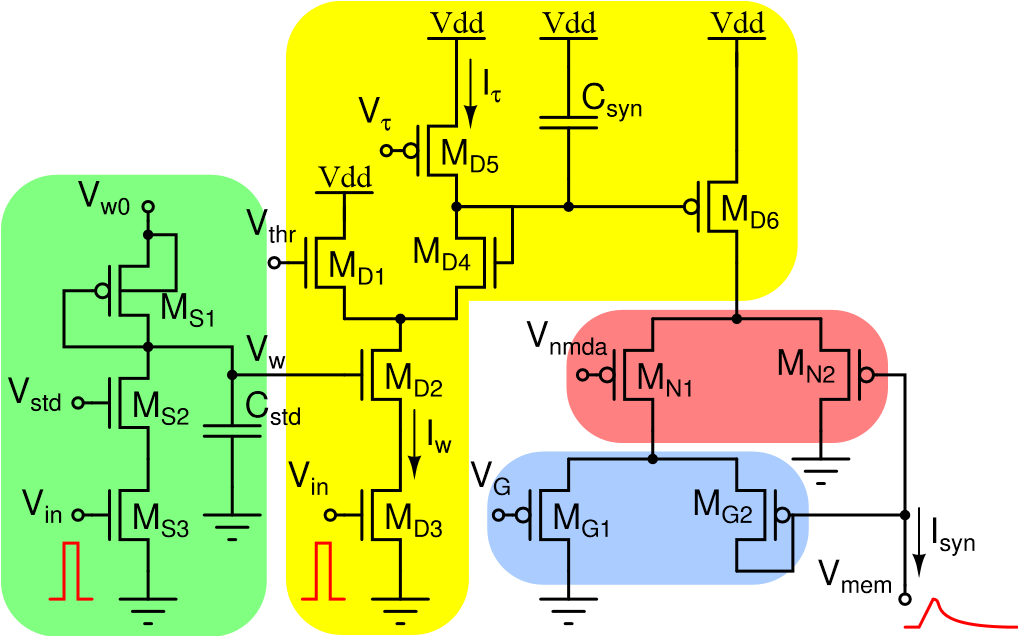 Vdd Vdd Vdd
Iτ
Csyn
Vτ
MD5
Vdd
Vw0
MD6
Vthr
MD4
MD1
MS1
Vnmda
Vw
MN2
MD2
MN1
Vstd
MS2
Cstd
Iw
Vin
VG
MG2
Vin
MS3
MD3
MG1
Isyn
Vmem